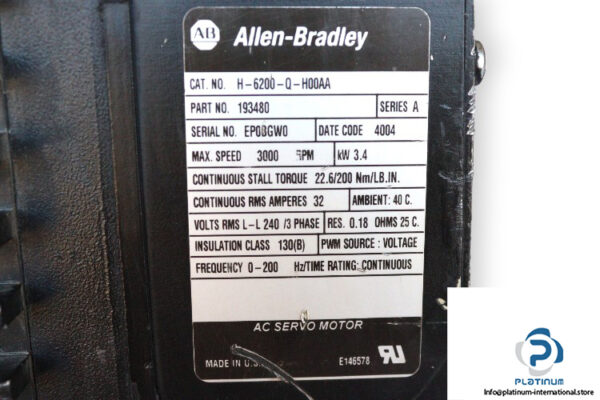 AB Allen-Bradley
CAT. NO. H-6200-Q-H00AA
PART NO. 193480 SERIES A
SERIAL NO. EP0BGW0 DATE CODE 4004
MAX. SPEED 3000 RPM kW 3.4
CONTINUOUS STALL TORQUE 22.6/200 Nm/LB.IN.
CONTINUOUS RMS AMPERES 32 AMBIENT: 40 C.
VOLTS RMS L-L 240 /3 PHASE RES. 0.18 OHMS 25 C.
INSULATION CLASS 130(B) PWM SOURCE : VOLTAGE
FREQUENCY 0-200 Hz/TIME RATING: CONTINUOUS
AC SERVO MOTOR
MADE IN U.S. E146578 RU
PLATINUM
Info@platinum-international.store